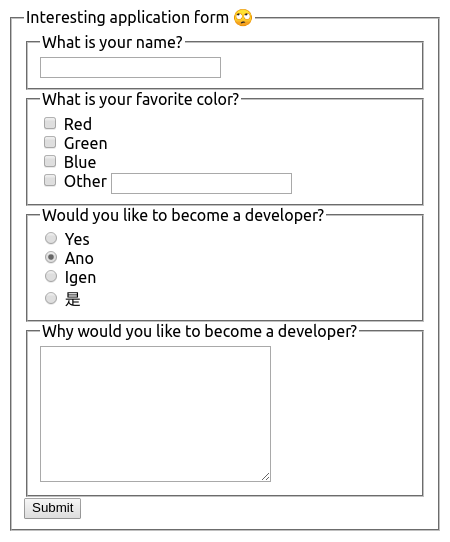 Interesting application form 🙄
What is your name?
What is your favorite color?
Red
Green
Blue
Other
Would you like to become a developer?
Yes
Ano
Igen
是
Why would you like to become a developer?
Submit